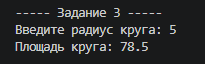 ----- Задание 3 -----
Введите радиус круга: 5
Площадь круга: 78.5